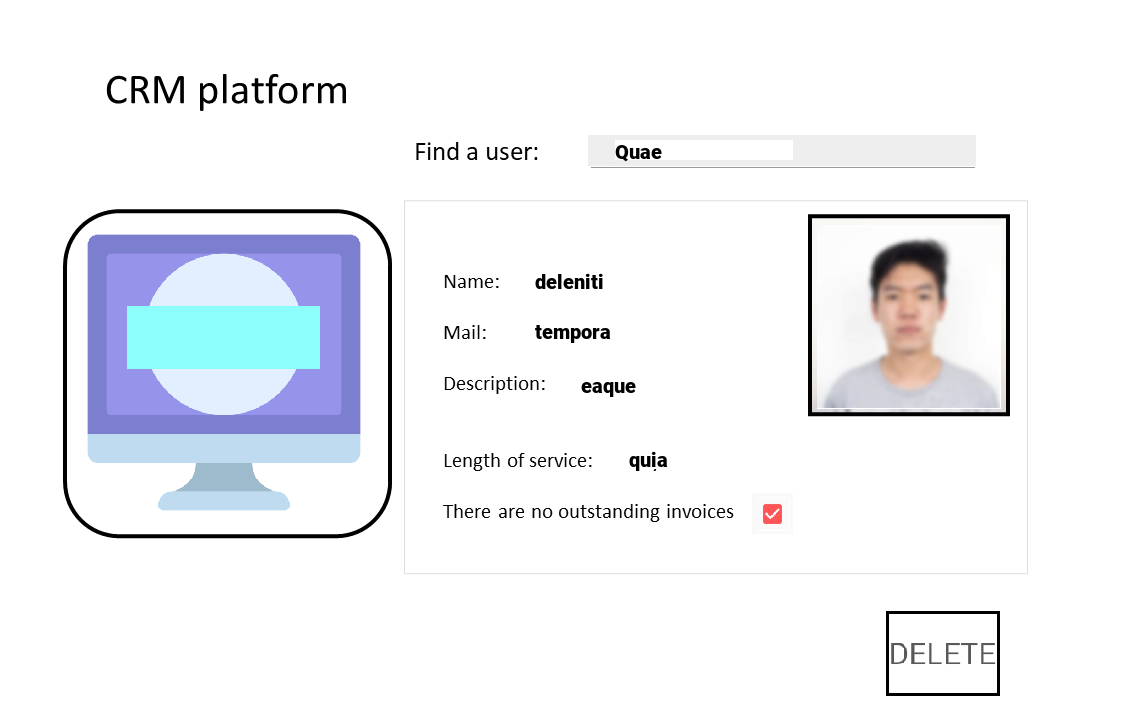 CRM platform
Find a user: Quae
Name: deleniti
Mail: tempora
Description: eaque
Length of service: quia
There are no outstanding invoices
DELETE